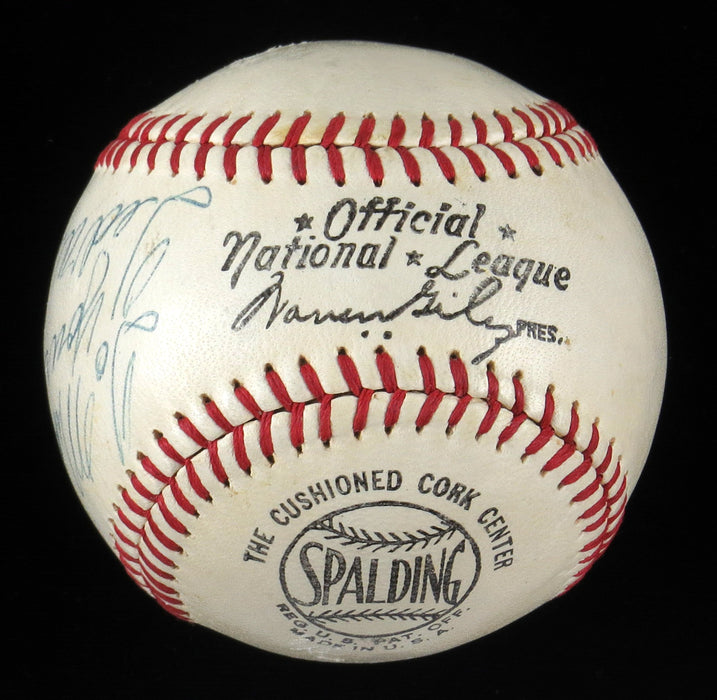 ★ Official ★
National ★ League
Warren Giles PRES.
THE CUSHIONED CORK CENTER
SPALDING
REG. U.S. PAT. OFF.
MADE IN U.S.A.